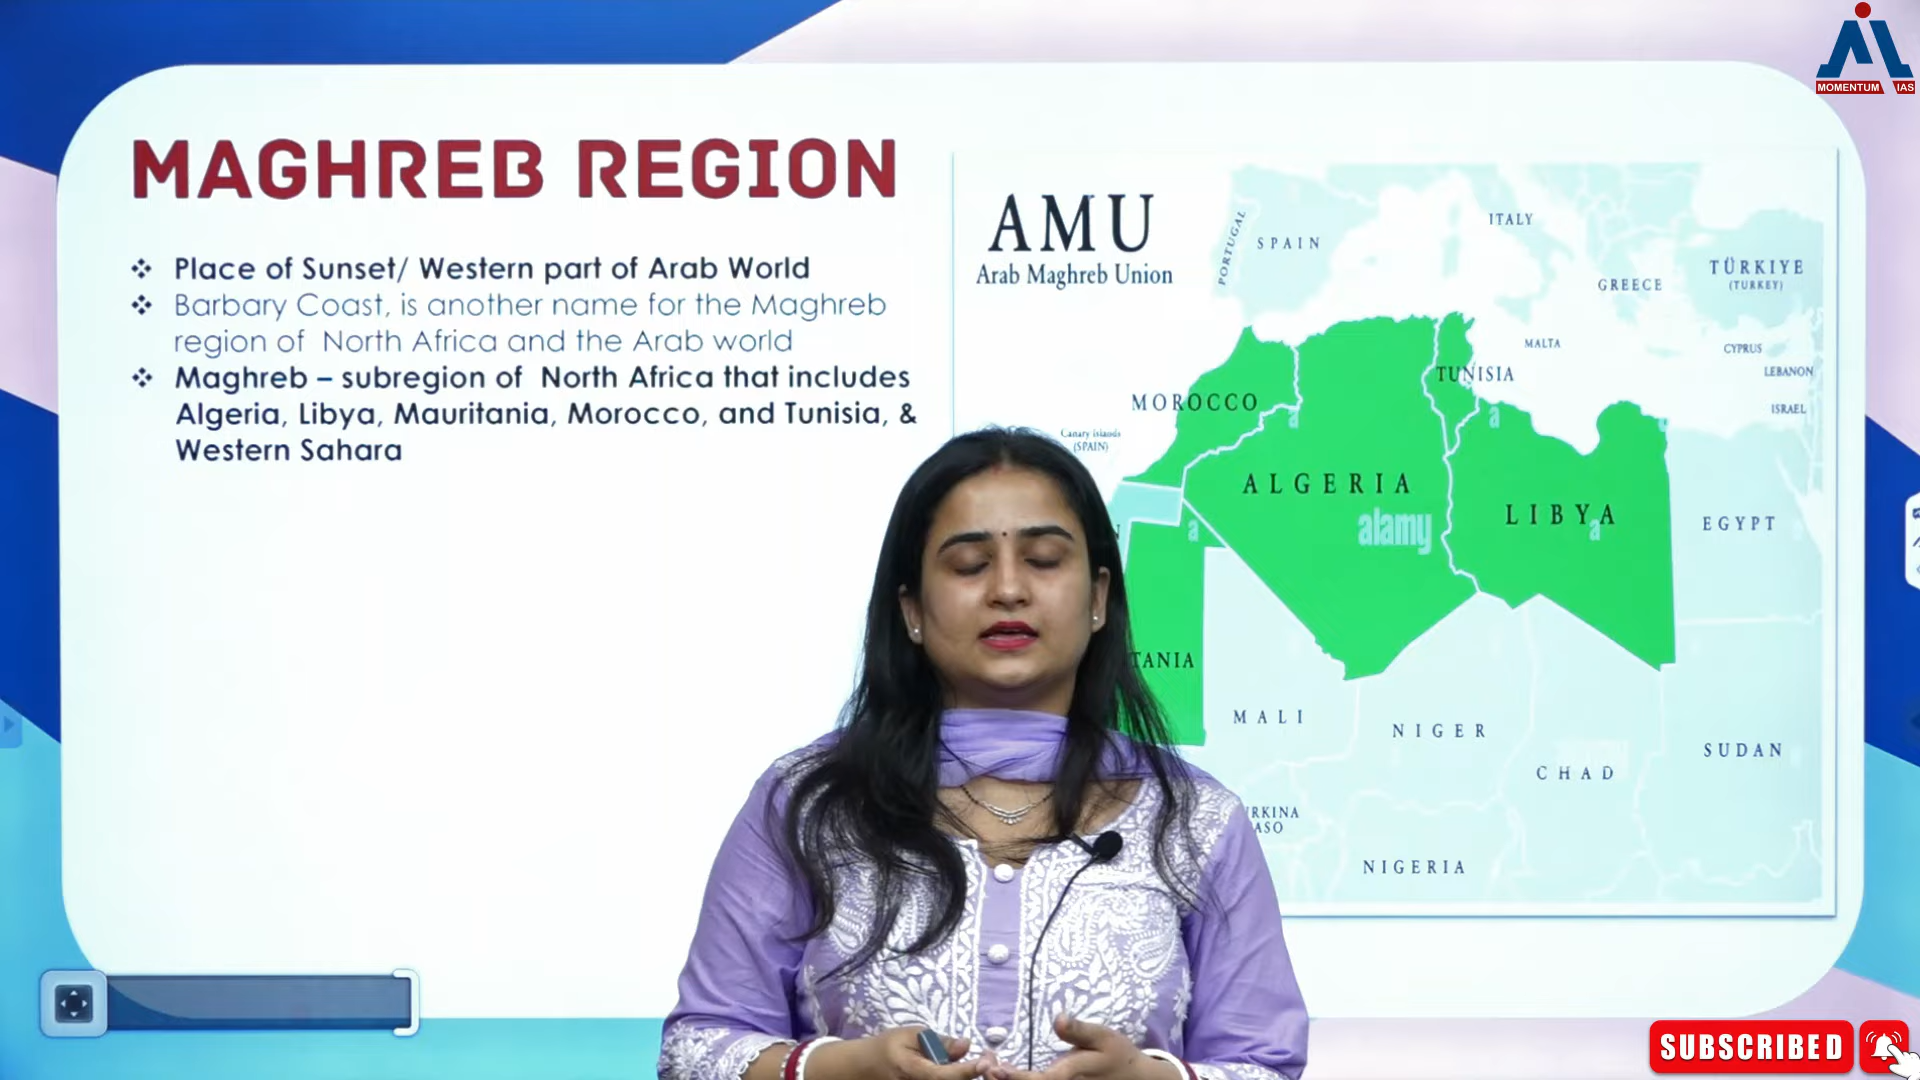 MOMENTUM IAS
MAGHREB REGION
Place of Sunset/ Western part of Arab World
Barbary Coast, is another name for the Maghreb
region of North Africa and the Arab world
Maghreb – subregion of North Africa that includes
Algeria, Libya, Mauritania, Morocco, and Tunisia, &
Western Sahara
AMU
Arab Maghreb Union
PORTUGAL
SPAIN
ITALY
GREECE
TÜRKIYE
(TURKEY)
MALTA
CYPRUS
LEBANON
ISRAEL
TUNISIA
MOROCCO
Canary islands
(SPAIN)
ALGERIA
alamy
LIBYA
EGYPT
TANIA
MALI
NIGER
CHAD
SUDAN
RKINA
ASO
NIGERIA
SUBSCRIBED